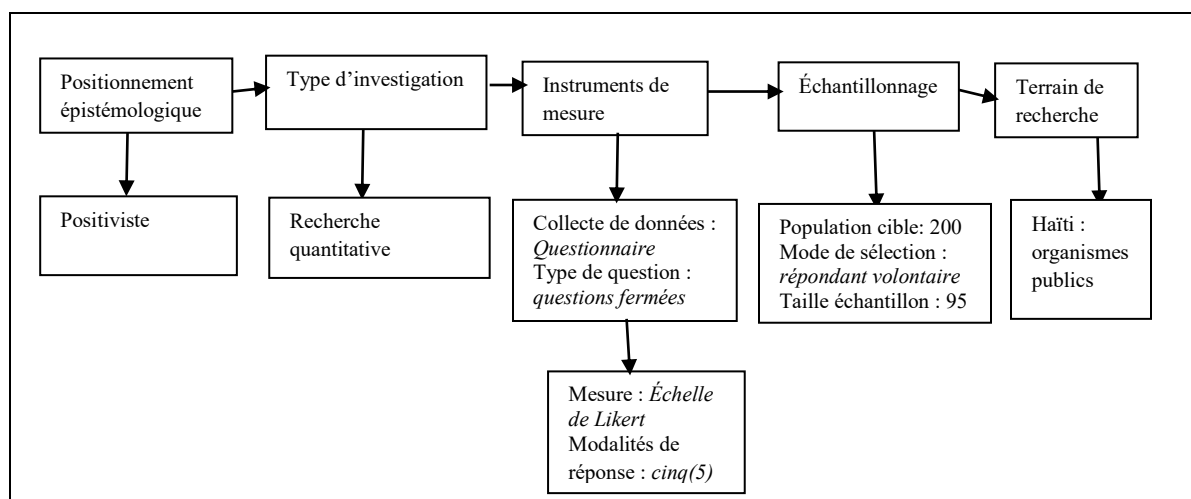 Positionnement
épistémologique
Type d’investigation
Instruments de
mesure
Échantillonnage
Terrain de
recherche
Positiviste
Recherche
quantitative
Collecte de données :
Questionnaire
Type de question :
questions fermées
Population cible: 200
Mode de sélection :
répondant volontaire
Taille échantillon : 95
Haïti :
organismes
publics
Mesure : Échelle
de Likert
Modalités de
réponse : cinq(5)